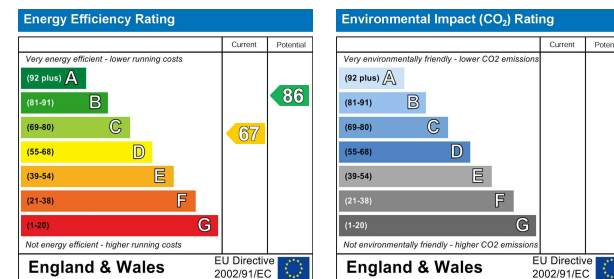 Energy Efficiency Rating
Current Potential
Very energy efficient - lower running costs
(92 plus) A
(81-91) B
(69-80) C
(55-68) D
(39-54) E
(21-38) F
(1-20) G
86
67
Not energy efficient - higher running costs
England & Wales
EU Directive
2002/91/EC
Environmental Impact (CO₂) Rating
Current Poten
Very environmentally friendly - lower CO2 emissions
(92 plus) A
(81-91) B
(69-80) C
(55-68) D
(39-54) E
(21-38) F
(1-20) G
Not environmentally friendly - higher CO2 emissions
England & Wales
EU Directive
2002/91/EC